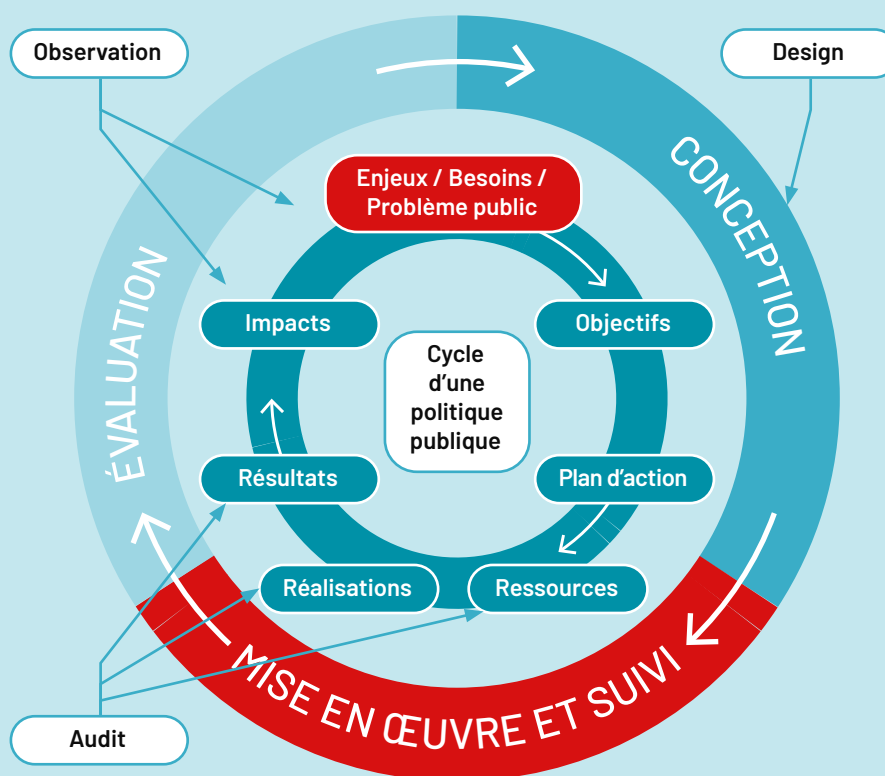 Observation
Design
CONCEPTION
Enjeux / Besoins /
Problème public
Impacts
Objectifs
ÉVALUATION
Cycle
d’une
politique
publique
Résultats
Plan d’action
Réalisations
Ressources
MISE EN ŒUVRE ET SUIVI
Audit